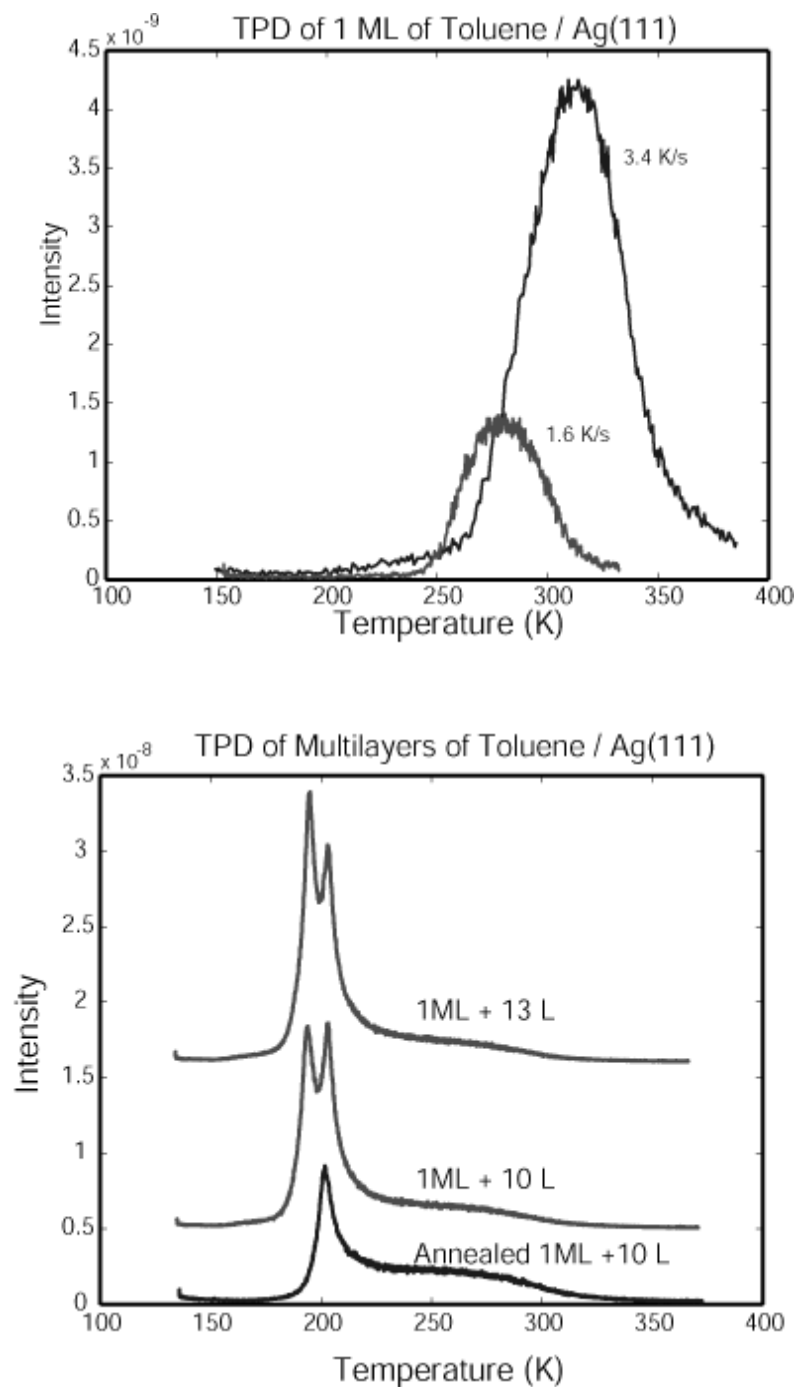 TPD of 1 ML of Toluene / Ag(111)
x 10-9
4.5
4
3.5
3
2.5
2
1.5
1
0.5
0
Intensity
3.4 K/s
1.6 K/s
100 150 200 250 300 350 400
Temperature (K)
TPD of Multilayers of Toluene / Ag(111)
x 10-8
3.5
3
2.5
2
1.5
1
0.5
0
Intensity
1ML + 13 L
1ML + 10 L
Annealed 1ML +10 L
100 150 200 250 300 350 400
Temperature (K)